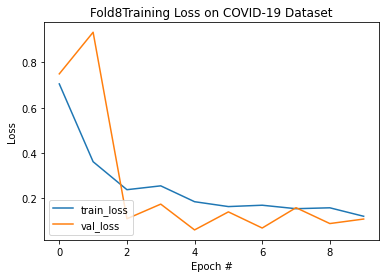 Fold8Training Loss on COVID-19 Dataset
Loss
0.8
0.6
0.4
0.2
train_loss
val_loss
0 2 4 6 8
Epoch #